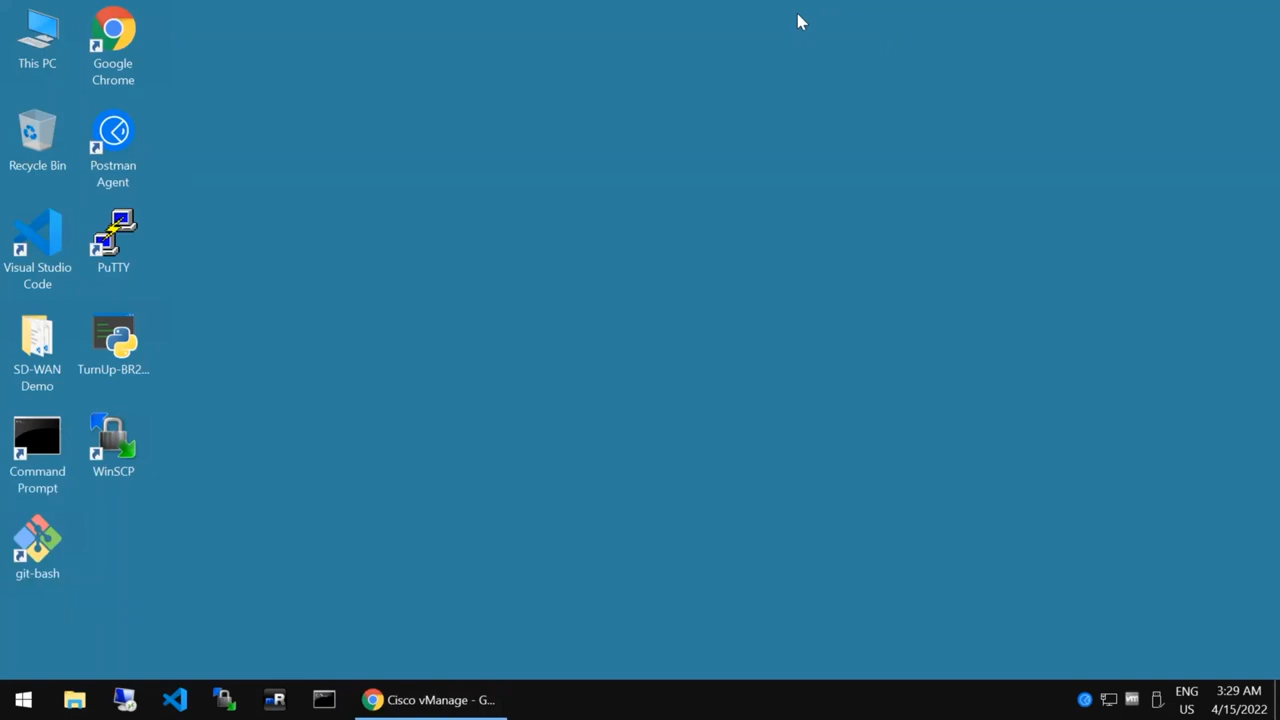 This PC
Google
Chrome
Recycle Bin
Postman
Agent
Visual Studio
Code
PuTTY
SD-WAN
Demo
TurnUp-BR2...
Command
Prompt
WinSCP
git-bash
Cisco vManage - G...
ENG
US
3:29 AM
4/15/2022